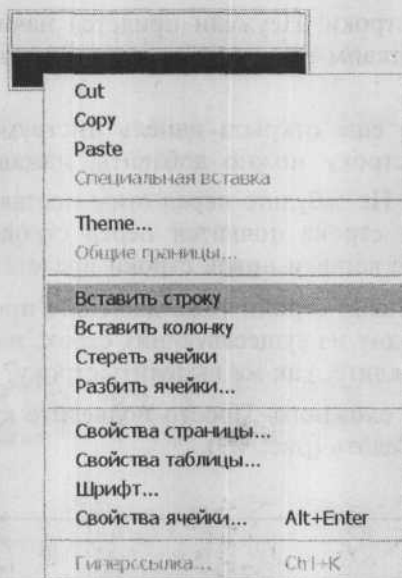 Cut
Copy
Paste
Специальная вставка
Theme...
Общие границы...
Вставить строку
Вставить колонку
Стереть ячейки
Разбить ячейки...
Свойства страницы...
Свойства таблицы...
Шрифт...
Свойства ячейки... Alt+Enter
Гиперссылка... Ctrl+K